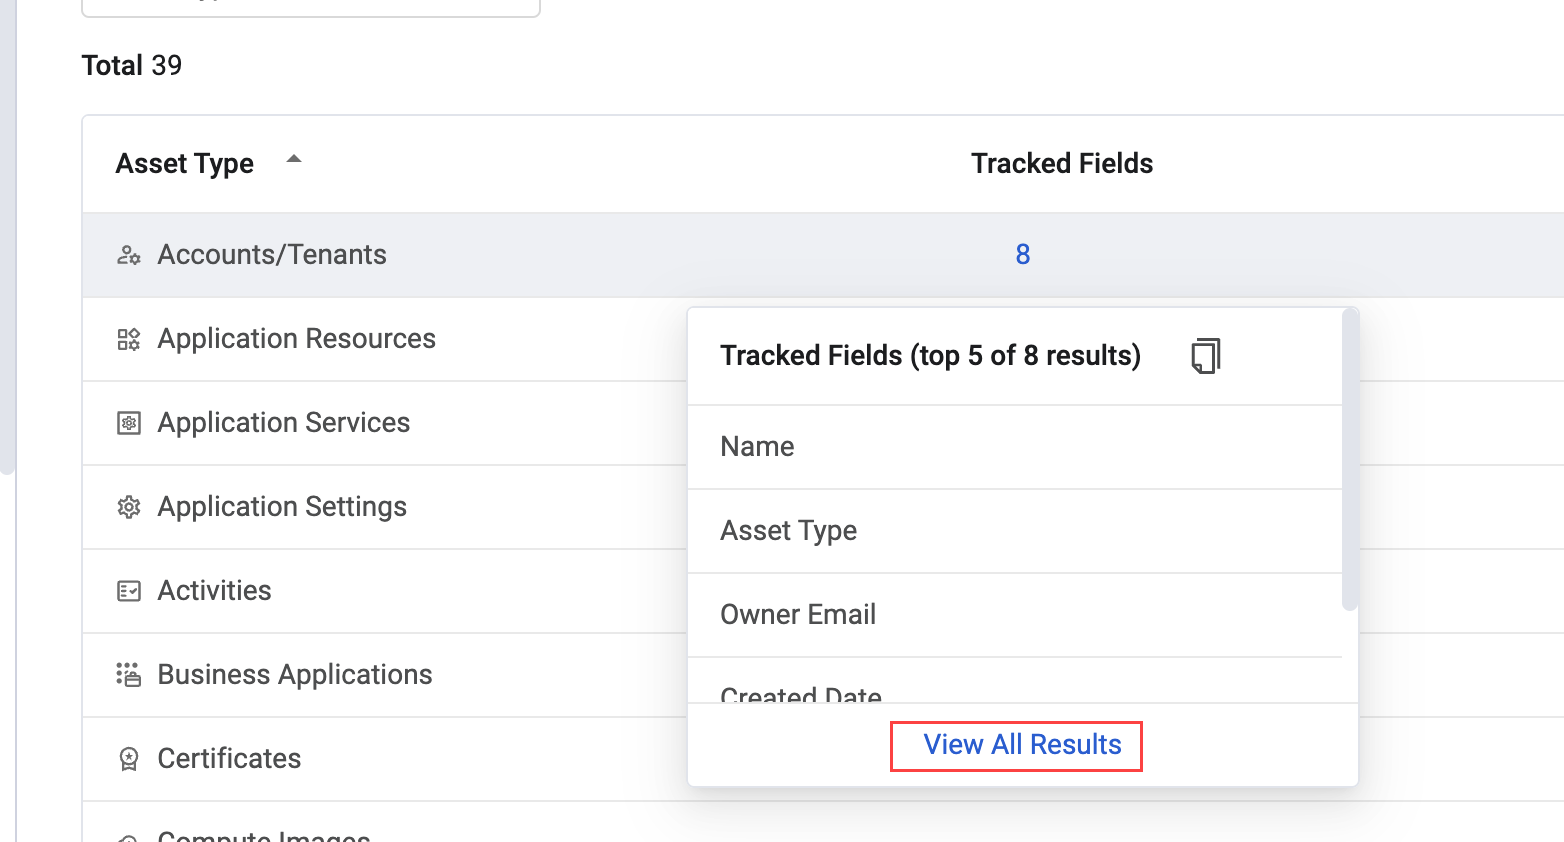 Total 39
Asset Type Tracked Fields
Accounts/Tenants 8
Application Resources
Tracked Fields (top 5 of 8 results)
Application Services
Name
Application Settings
Asset Type
Activities
Owner Email
Business Applications
Created Date
Certificates
View All Results
Compute Images